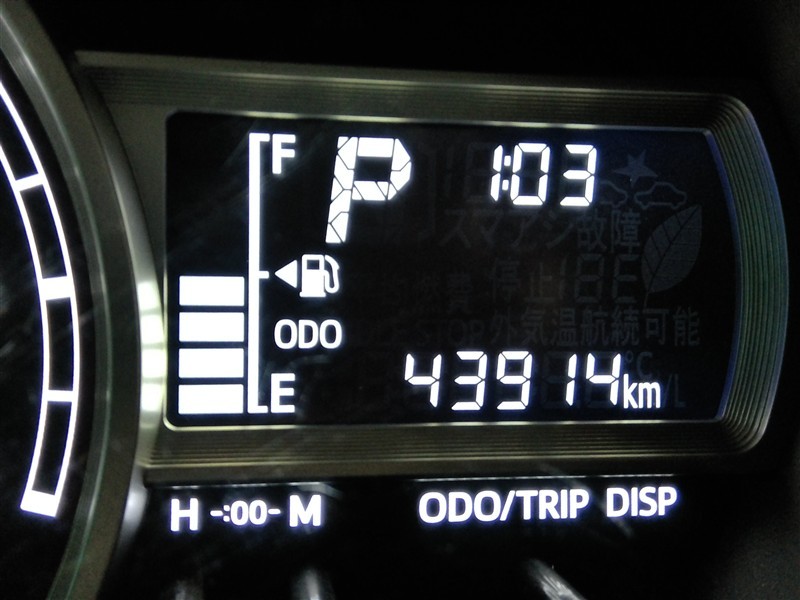 F P 1:03
スマアシ故障
停止
ODO 外気温航続可能
E 43914km
H -:00- M ODO/TRIP DISP